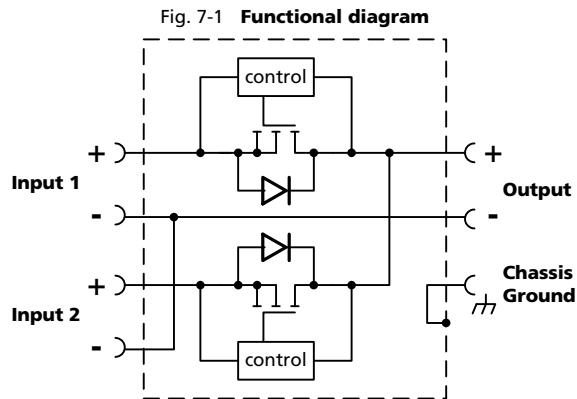 Fig. 7-1 Functional diagram
control
+
+
Input 1
Output
-
-
+
Chassis
Ground
Input 2
-
control